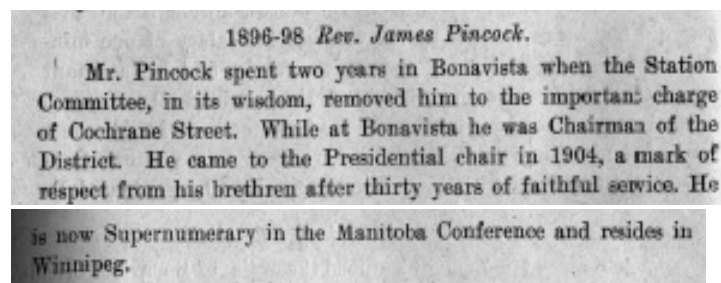 1896-98 Rev. James Pincock.
Mr. Pincock spent two years in Bonavista when the Station
Committee, in its wisdom, removed him to the important charge
of Cochrane Street. While at Bonavista he was Chairman of the
District. He came to the Presidential chair in 1904, a mark of
respect from his brethren after thirty years of faithful service. He
is now Supernumerary in the Manitoba Conference and resides in
Winnipeg.